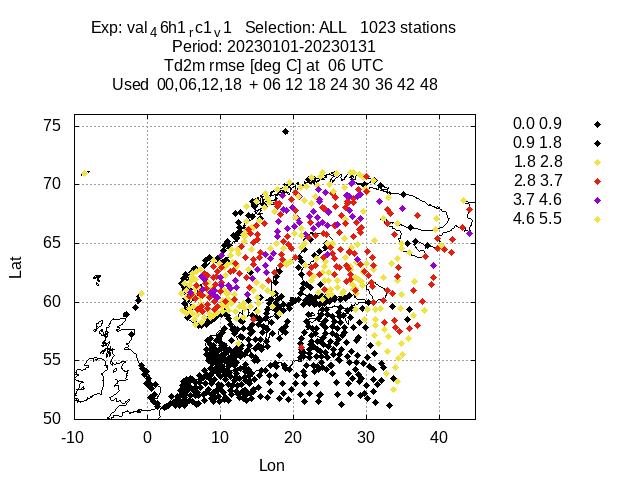 Exp: val4 6h1r c1v 1 Selection: ALL 1023 stations
Period: 20230101-20230131
Td2m rmse [deg C] at 06 UTC
Used 00,06,12,18 + 06 12 18 24 30 36 42 48
75
70
65
60
55
50
Lat
-10 0 10 20 30 40
Lon
0.0 0.9
0.9 1.8
1.8 2.8
2.8 3.7
3.7 4.6
4.6 5.5